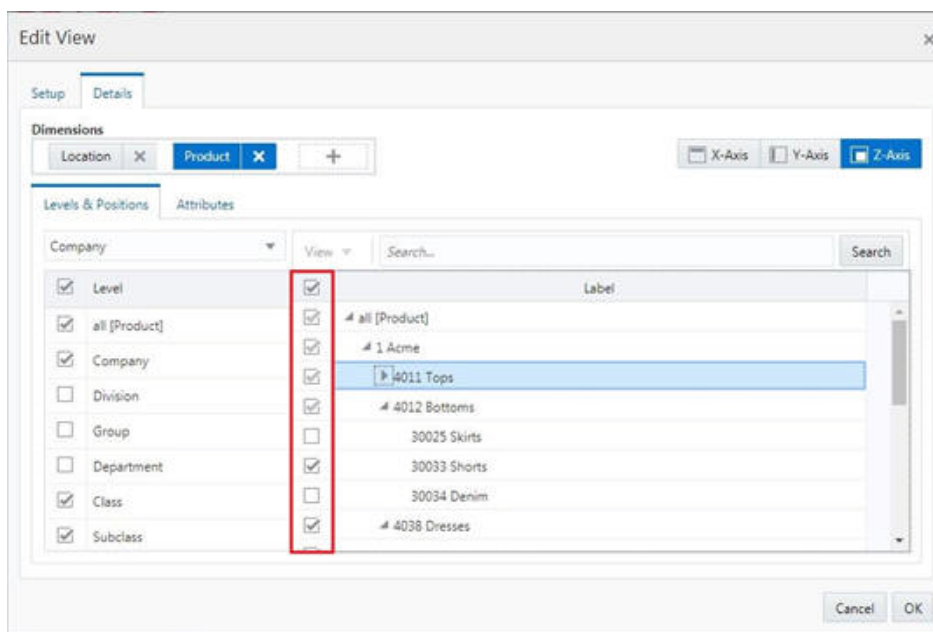 Edit View
Setup Details
Dimensions
Location Product X-Axis Y-Axis Z-Axis
Levels & Positions Attributes
Company View Search... Search
Level Label
all [Product] all [Product]
Company 1 Acme
4011 Tops
Division 4012 Bottoms
Group 30025 Skirts
Department 30033 Shorts
Class 30034 Denim
Subclass 4038 Dresses
Cancel OK